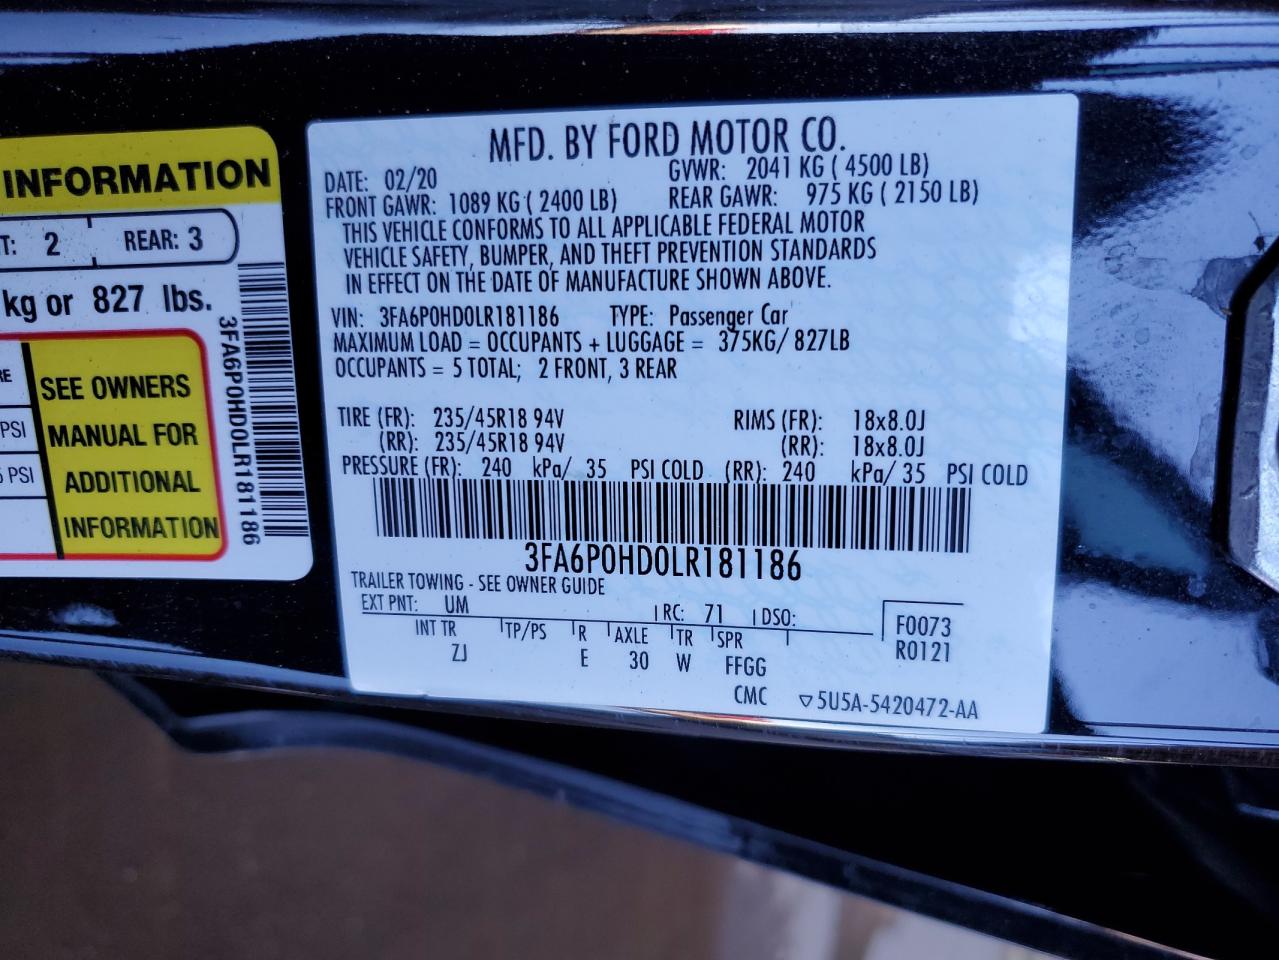 INFORMATION
T: 2 REAR: 3
kg or 827 lbs.
RE
PSI
5 PSI
SEE OWNERS
MANUAL FOR
ADDITIONAL
INFORMATION
3FA6P0HD0LR181186
MFD. BY FORD MOTOR CO.
DATE: 02/20 GVWR: 2041 KG ( 4500 LB)
FRONT GAWR: 1089 KG ( 2400 LB) REAR GAWR: 975 KG ( 2150 LB)
THIS VEHICLE CONFORMS TO ALL APPLICABLE FEDERAL MOTOR
VEHICLE SAFETY, BUMPER, AND THEFT PREVENTION STANDARDS
IN EFFECT ON THE DATE OF MANUFACTURE SHOWN ABOVE.
VIN: 3FA6P0HD0LR181186 TYPE: Passenger Car
MAXIMUM LOAD = OCCUPANTS + LUGGAGE = 375KG/ 827LB
OCCUPANTS = 5 TOTAL; 2 FRONT, 3 REAR
TIRE (FR): 235/45R18 94V RIMS (FR): 18x8.0J
(RR): 235/45R18 94V (RR): 18x8.0J
PRESSURE (FR): 240 kPa/ 35 PSI COLD (RR): 240 kPa/ 35 PSI COLD
3FA6P0HD0LR181186
TRAILER TOWING - SEE OWNER GUIDE
EXT PNT: UM RC: 71 DSO:
INT TR TP/PS R AXLE TR SPR F0073
ZJ E 30 W FFGG R0121
CMC ▽5U5A-5420472-AA